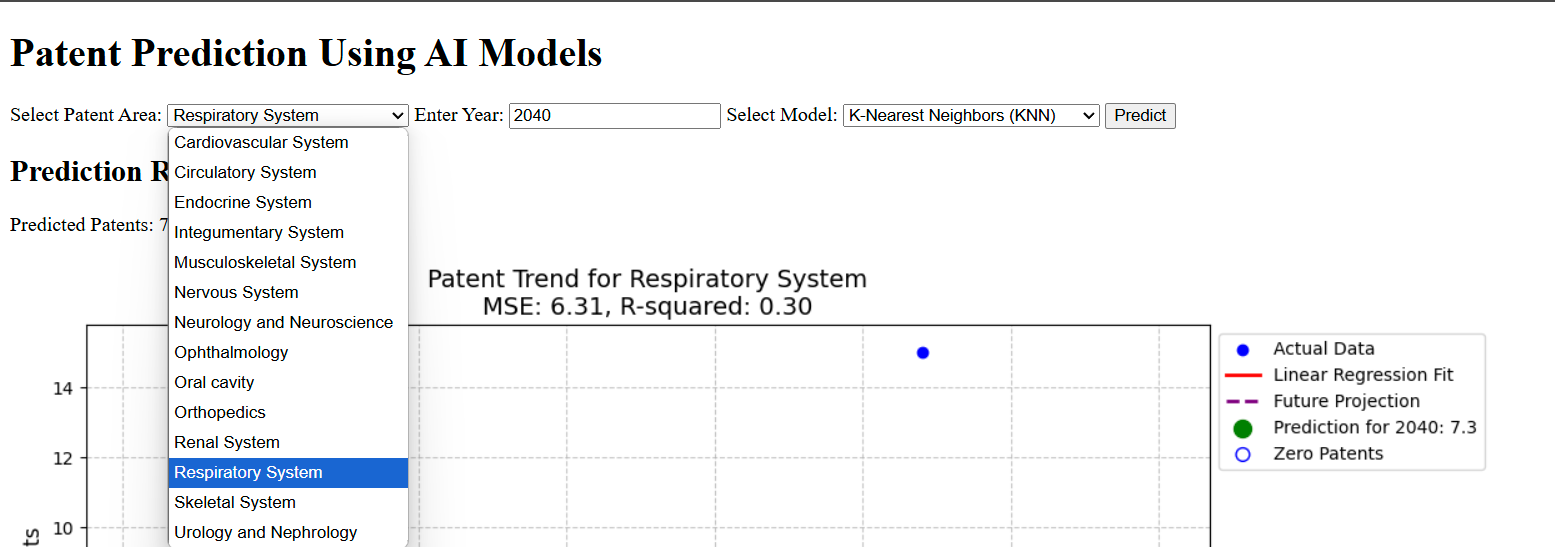 Patent Prediction Using AI Models
Select Patent Area: Respiratory System Enter Year: 2040 Select Model: K-Nearest Neighbors (KNN) Predict
Cardiovascular System
Circulatory System
Endocrine System
Integumentary System
Musculoskeletal System
Nervous System
Neurology and Neuroscience
Ophthalmology
Oral cavity
Orthopedics
Renal System
Respiratory System
Skeletal System
Urology and Nephrology
Prediction R
Predicted Patents: 7
Patent Trend for Respiratory System
MSE: 6.31, R-squared: 0.30
14
12
10
ts
Actual Data
Linear Regression Fit
Future Projection
Prediction for 2040: 7.3
Zero Patents